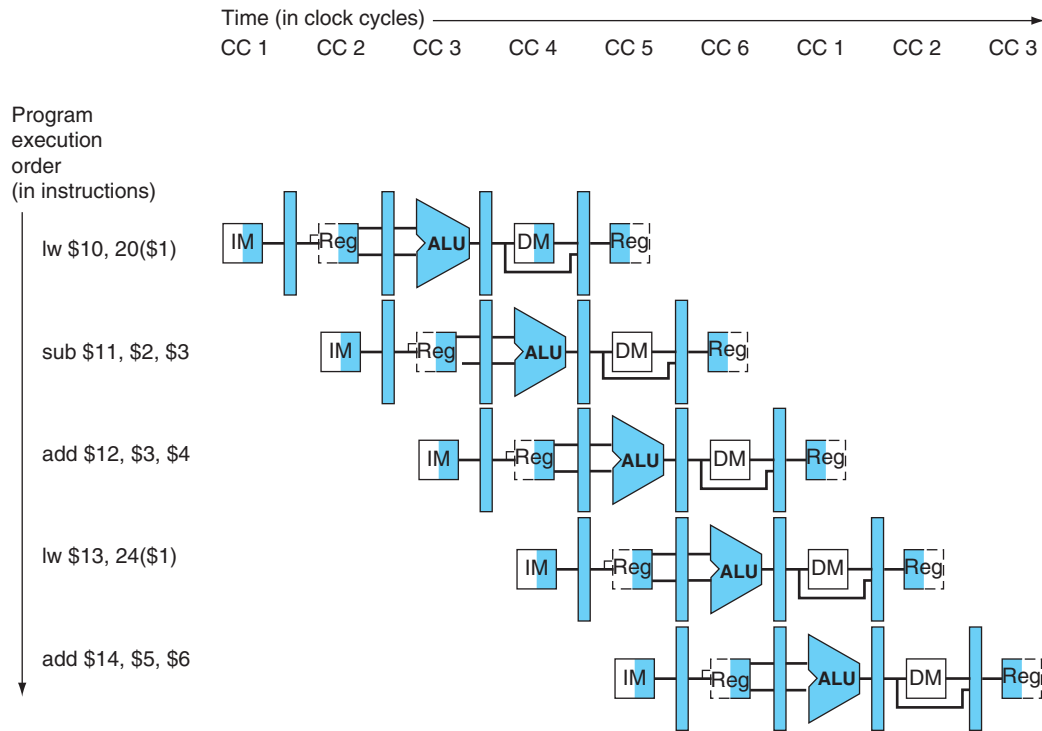 Time (in clock cycles)
CC 1 CC 2 CC 3 CC 4 CC 5 CC 6 CC 1 CC 2 CC 3
Program
execution
order
(in instructions)
lw $10, 20($1)
IM Reg ALU DM Reg
sub $11, $2, $3
IM Reg ALU DM Reg
add $12, $3, $4
IM Reg ALU DM Reg
lw $13, 24($1)
IM Reg ALU DM Reg
add $14, $5, $6
IM Reg ALU DM Reg